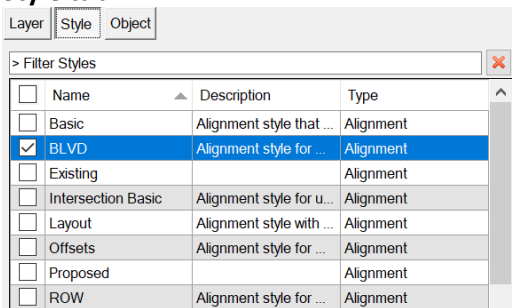 Layer Style Object
> Filter Styles
Name Description Type
Basic Alignment style that ... Alignment
BLVD Alignment style for ... Alignment
Existing Alignment
Intersection Basic Alignment style for u... Alignment
Layout Alignment style with ... Alignment
Offsets Alignment style for ... Alignment
Proposed Alignment
ROW Alignment style for ... Alignment